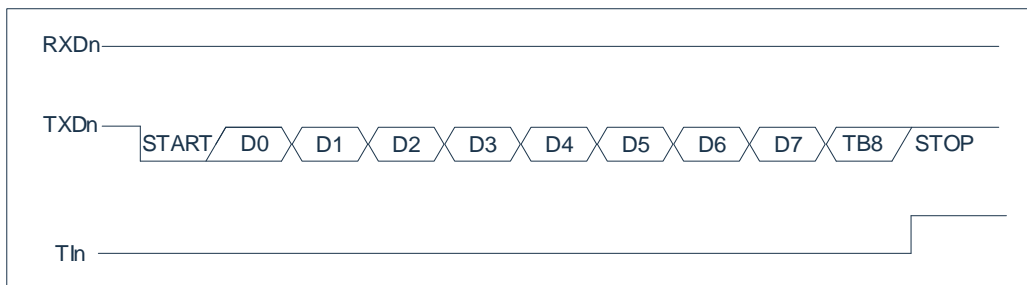 RXDn
TXDn
START D0 D1 D2 D3 D4 D5 D6 D7 TB8 STOP
TIn